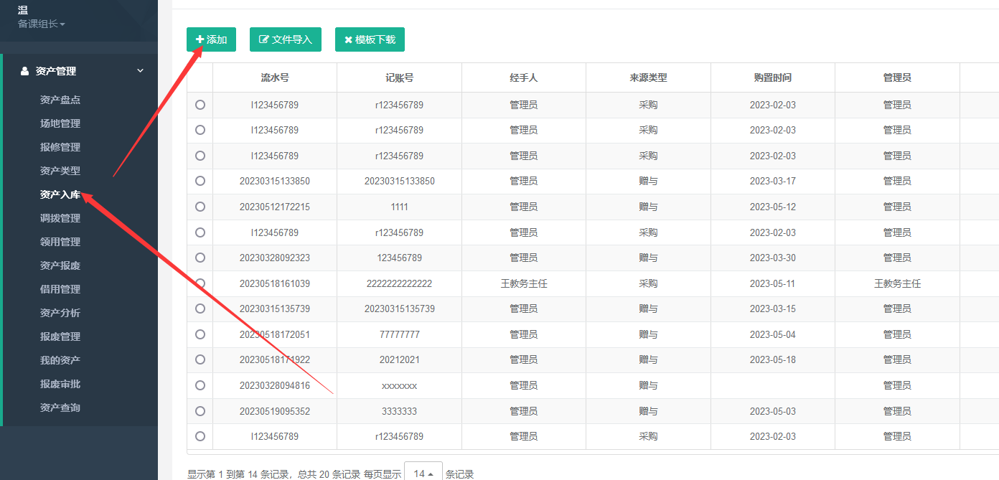 温
备课组长
资产管理
资产盘点
场地管理
报修管理
资产类型
资产入库
调拨管理
领用管理
资产报废
借用管理
资产分析
报废管理
我的资产
报废审批
资产查询
添加 文件导入 模板下载
流水号 记账号 经手人 来源类型 购置时间 管理员
l123456789 r123456789 管理员 采购 2023-02-03 管理员
l123456789 r123456789 管理员 采购 2023-02-03 管理员
l123456789 r123456789 管理员 采购 2023-02-03 管理员
20230315133850 20230315133850 管理员 赠与 2023-03-17 管理员
20230512172215 1111 管理员 赠与 2023-05-12 管理员
l123456789 r123456789 管理员 采购 2023-02-03 管理员
20230328092323 123456789 管理员 赠与 2023-03-30 管理员
20230518161039 2222222222222 王教务主任 采购 2023-05-11 王教务主任
20230315135739 20230315135739 管理员 赠与 2023-03-15 管理员
20230518172051 77777777 管理员 赠与 2023-05-04 管理员
20230518171922 20212021 管理员 赠与 2023-05-18 管理员
20230328094816 xxxxxxx 管理员 赠与 管理员
20230519095352 3333333 管理员 赠与 2023-05-03 管理员
l123456789 r123456789 管理员 采购 2023-02-03 管理员
显示第 1 到第 14 条记录，总共 20 条记录 每页显示 14 条记录